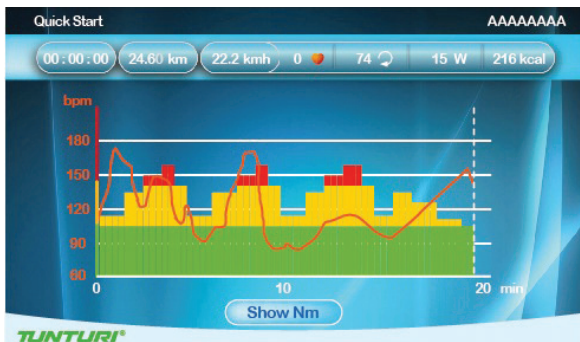 Quick Start AAAAAAAA
00:00:00 24.60 km 22.2 kmh 0 74 15 W 216 kcal
bpm
180
150
120
90
60
0 10 20 min
Show Nm
TUNTURI®